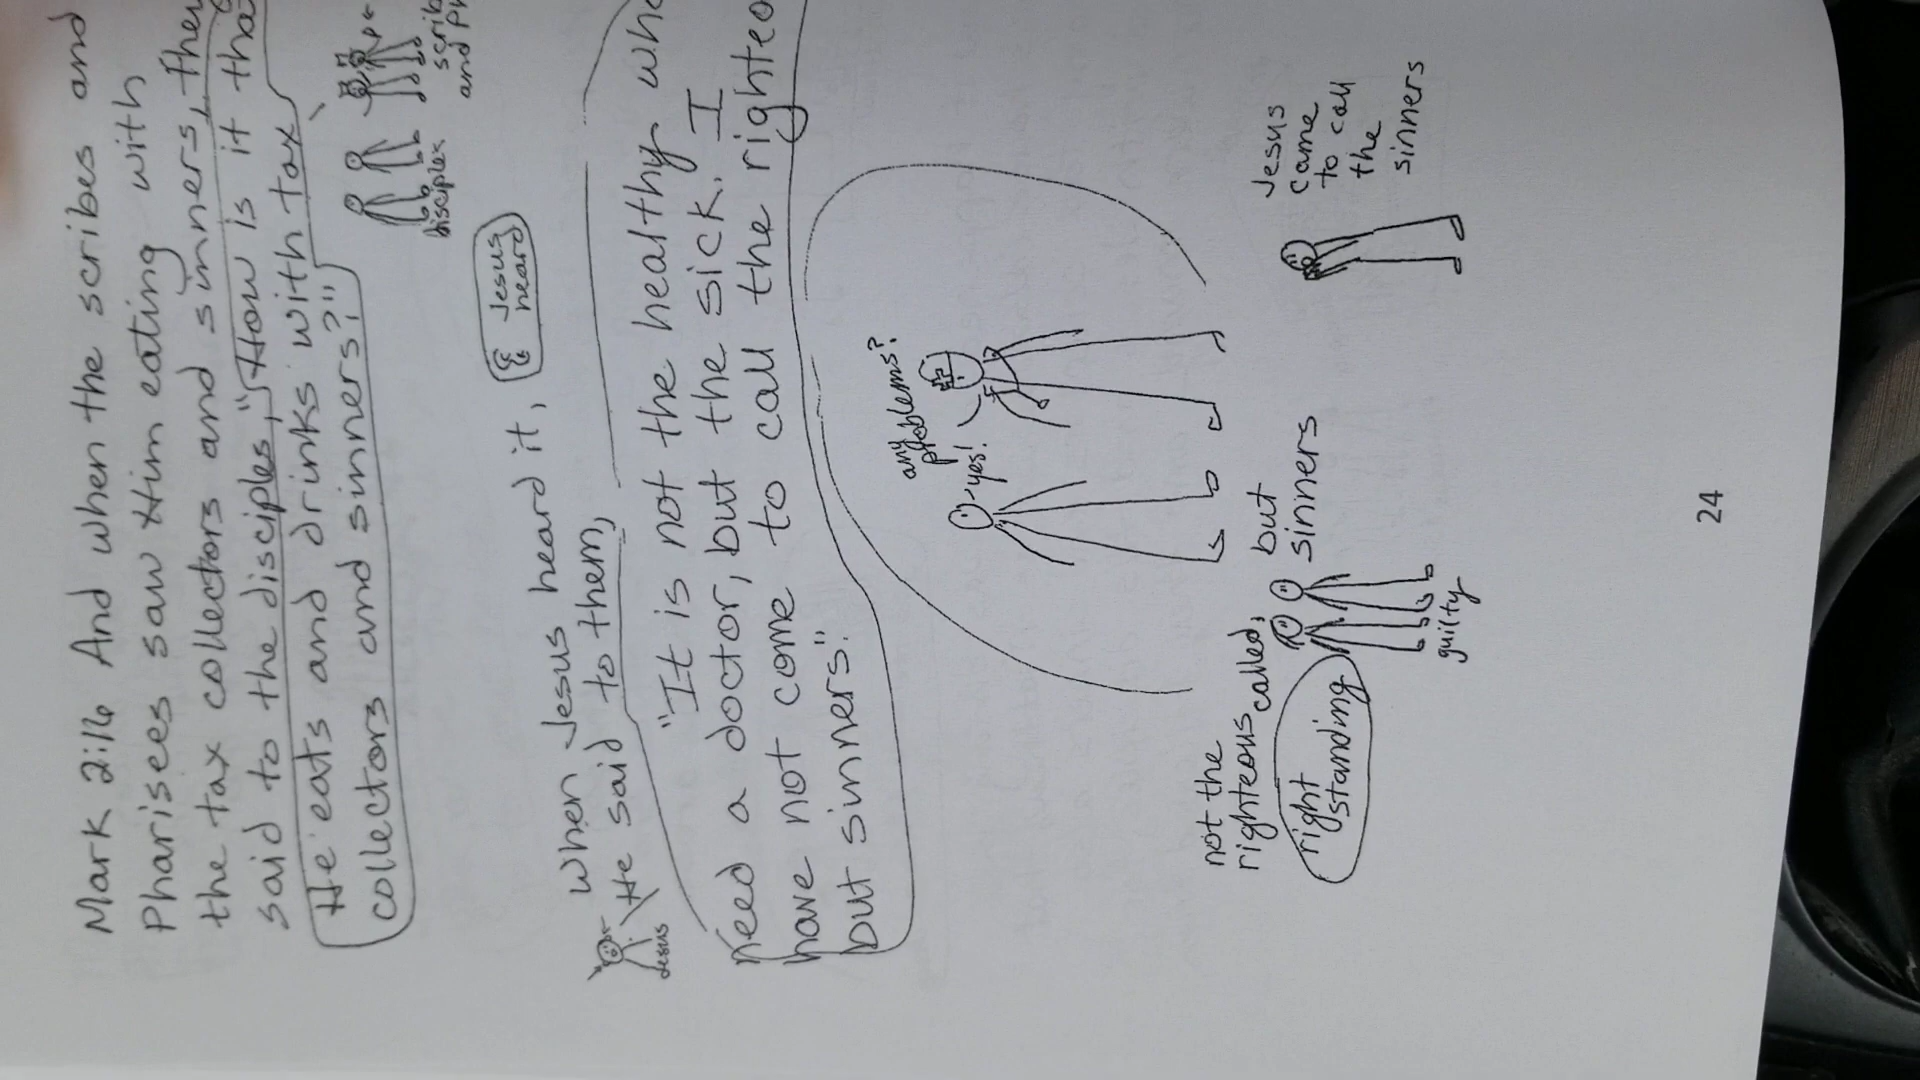 Mark 2:16 And when the scribes and
Pharisees saw Him eating with
the tax collectors and sinners, they
said to the disciples, "How is it tha
He eats and drinks with tax
collectors and sinners?"
disciples
scrib
and Ph
Jesus
heard
When Jesus heard it,
He said to them,
Jesus
"It is not the healthy who
need a doctor, but the sick. I
have not come to call the righteo
but sinners."
any
problems?
yes!
not the
righteous called,
but
sinners
right
standing
guilty
Jesus
came
to call
the
sinners
24